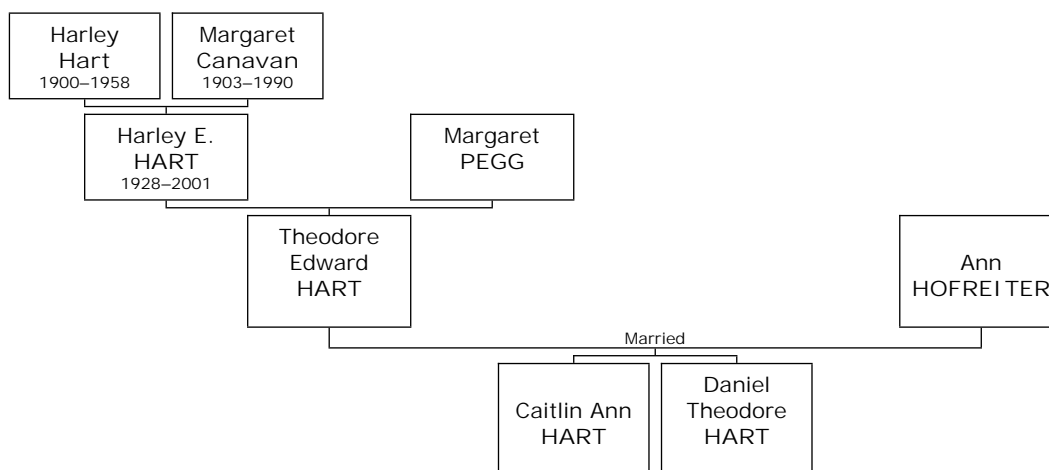 Harley
Hart
1900–1958
Margaret
Canavan
1903–1990
Harley E.
HART
1928–2001
Margaret
PEGG
Theodore
Edward
HART
Ann
HOFREITER
Married
Caitlin Ann
HART
Daniel
Theodore
HART